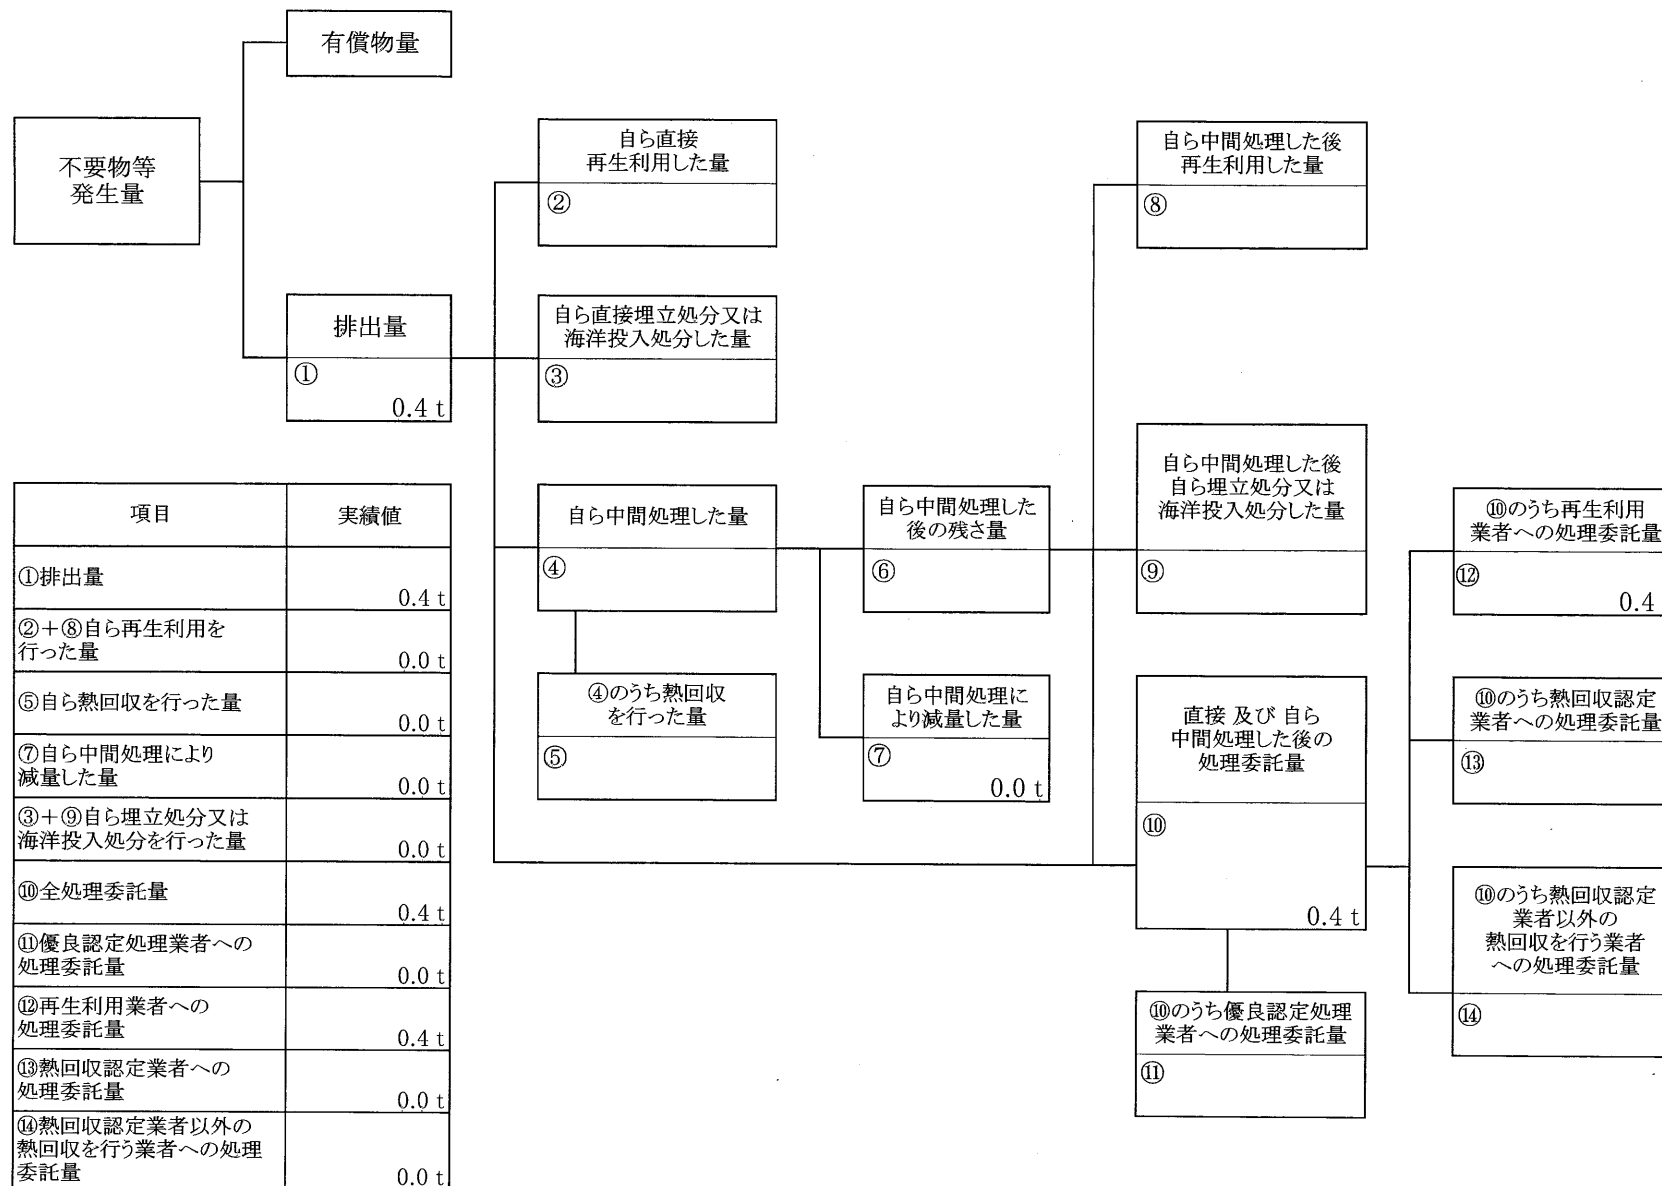 有償物量
不要物等
発生量
排出量
①
0.4 t
自ら直接
再生利用した量
②
自ら直接埋立処分又は
海洋投入処分した量
③
自ら中間処理した量
④
④のうち熱回収
を行った量
⑤
自ら中間処理した
後の残さ量
⑥
自ら中間処理に
より減量した量
⑦
0.0 t
自ら中間処理した後
再生利用した量
⑧
自ら中間処理した後
自ら埋立処分又は
海洋投入処分した量
⑨
直接 及び 自ら
中間処理した後の
処理委託量
⑩
0.4 t
⑩のうち優良認定処理
業者への処理委託量
⑪
⑩のうち再生利用
業者への処理委託量
⑫
0.4
⑩のうち熱回収認定
業者への処理委託量
⑬
⑩のうち熱回収認定
業者以外の
熱回収を行う業者
への処理委託量
⑭
項目 実績値
①排出量
0.4 t
②+⑧自ら再生利用を
行った量
0.0 t
⑤自ら熱回収を行った量
0.0 t
⑦自ら中間処理により
減量した量
0.0 t
③+⑨自ら埋立処分又は
海洋投入処分を行った量
0.0 t
⑩全処理委託量
0.4 t
⑪優良認定処理業者への
処理委託量
0.0 t
⑫再生利用業者への
処理委託量
0.4 t
⑬熱回収認定業者への
処理委託量
0.0 t
⑭熱回収認定業者以外の
熱回収を行う業者への処理
委託量
0.0 t